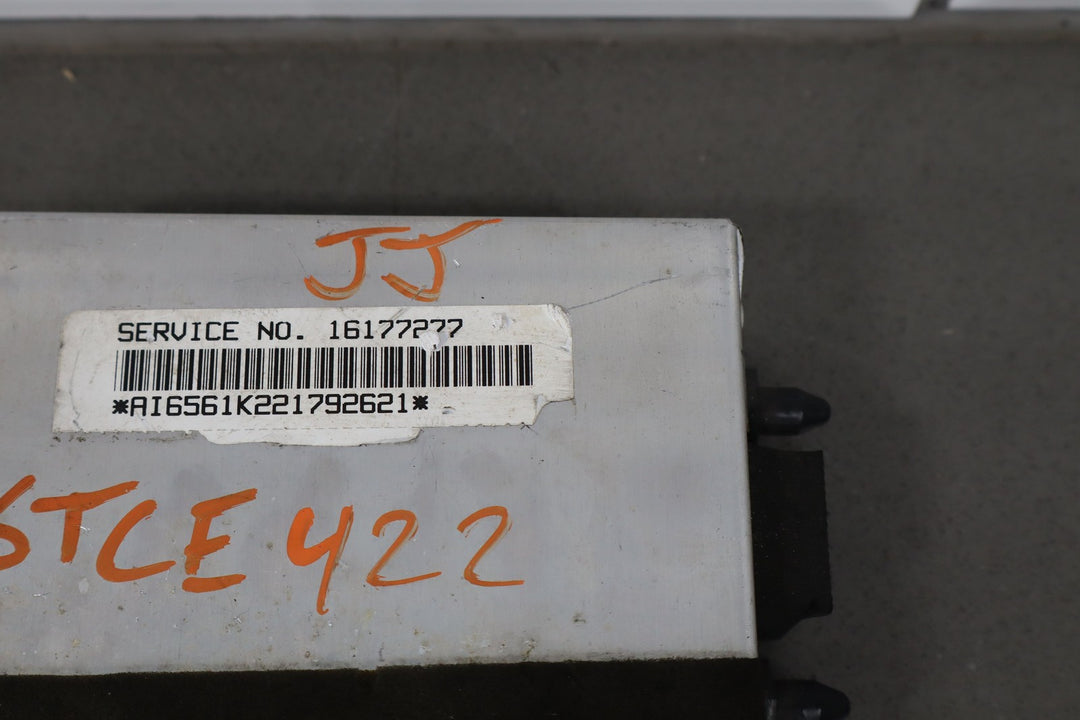 JJ
SERVICE NO. 16177277
*AI6561K221792621*
STCE 422